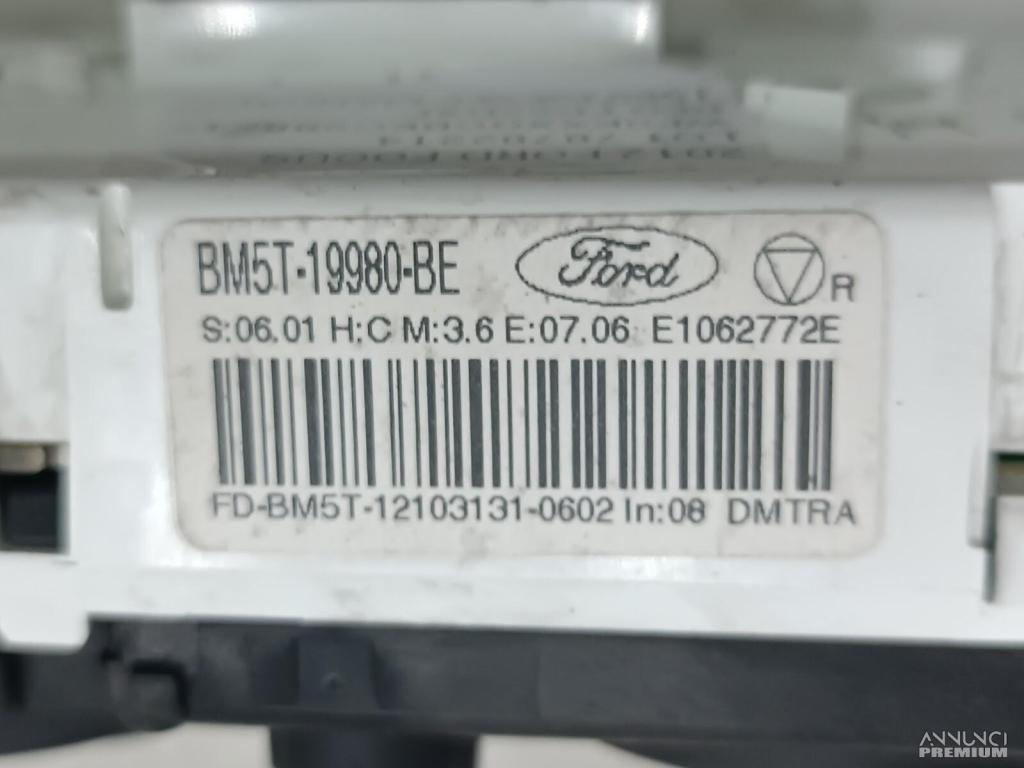 BM5T-19980-BE Ford R
S:06.01 H:C M:3.6 E:07.06 E1062772E
FD-BM5T-12103131-0602 In:08 DMTRA
ANNUNCI
PREMIUM